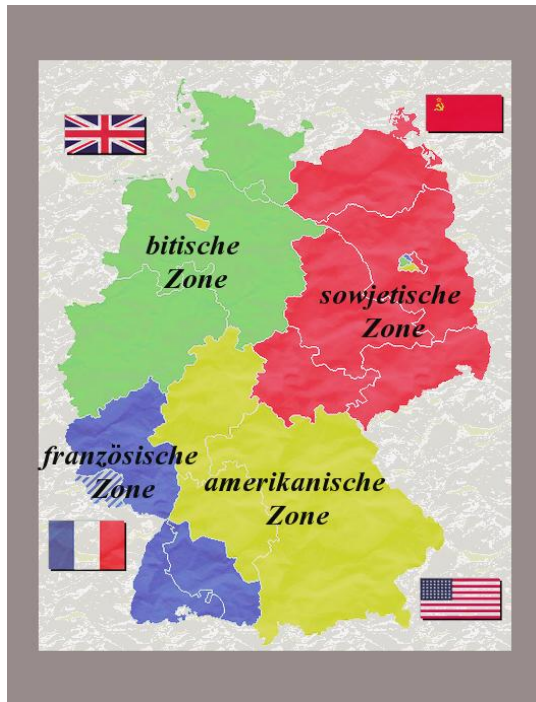 bitische
Zone
sowjetische
Zone
französische
Zone
amerikanische
Zone